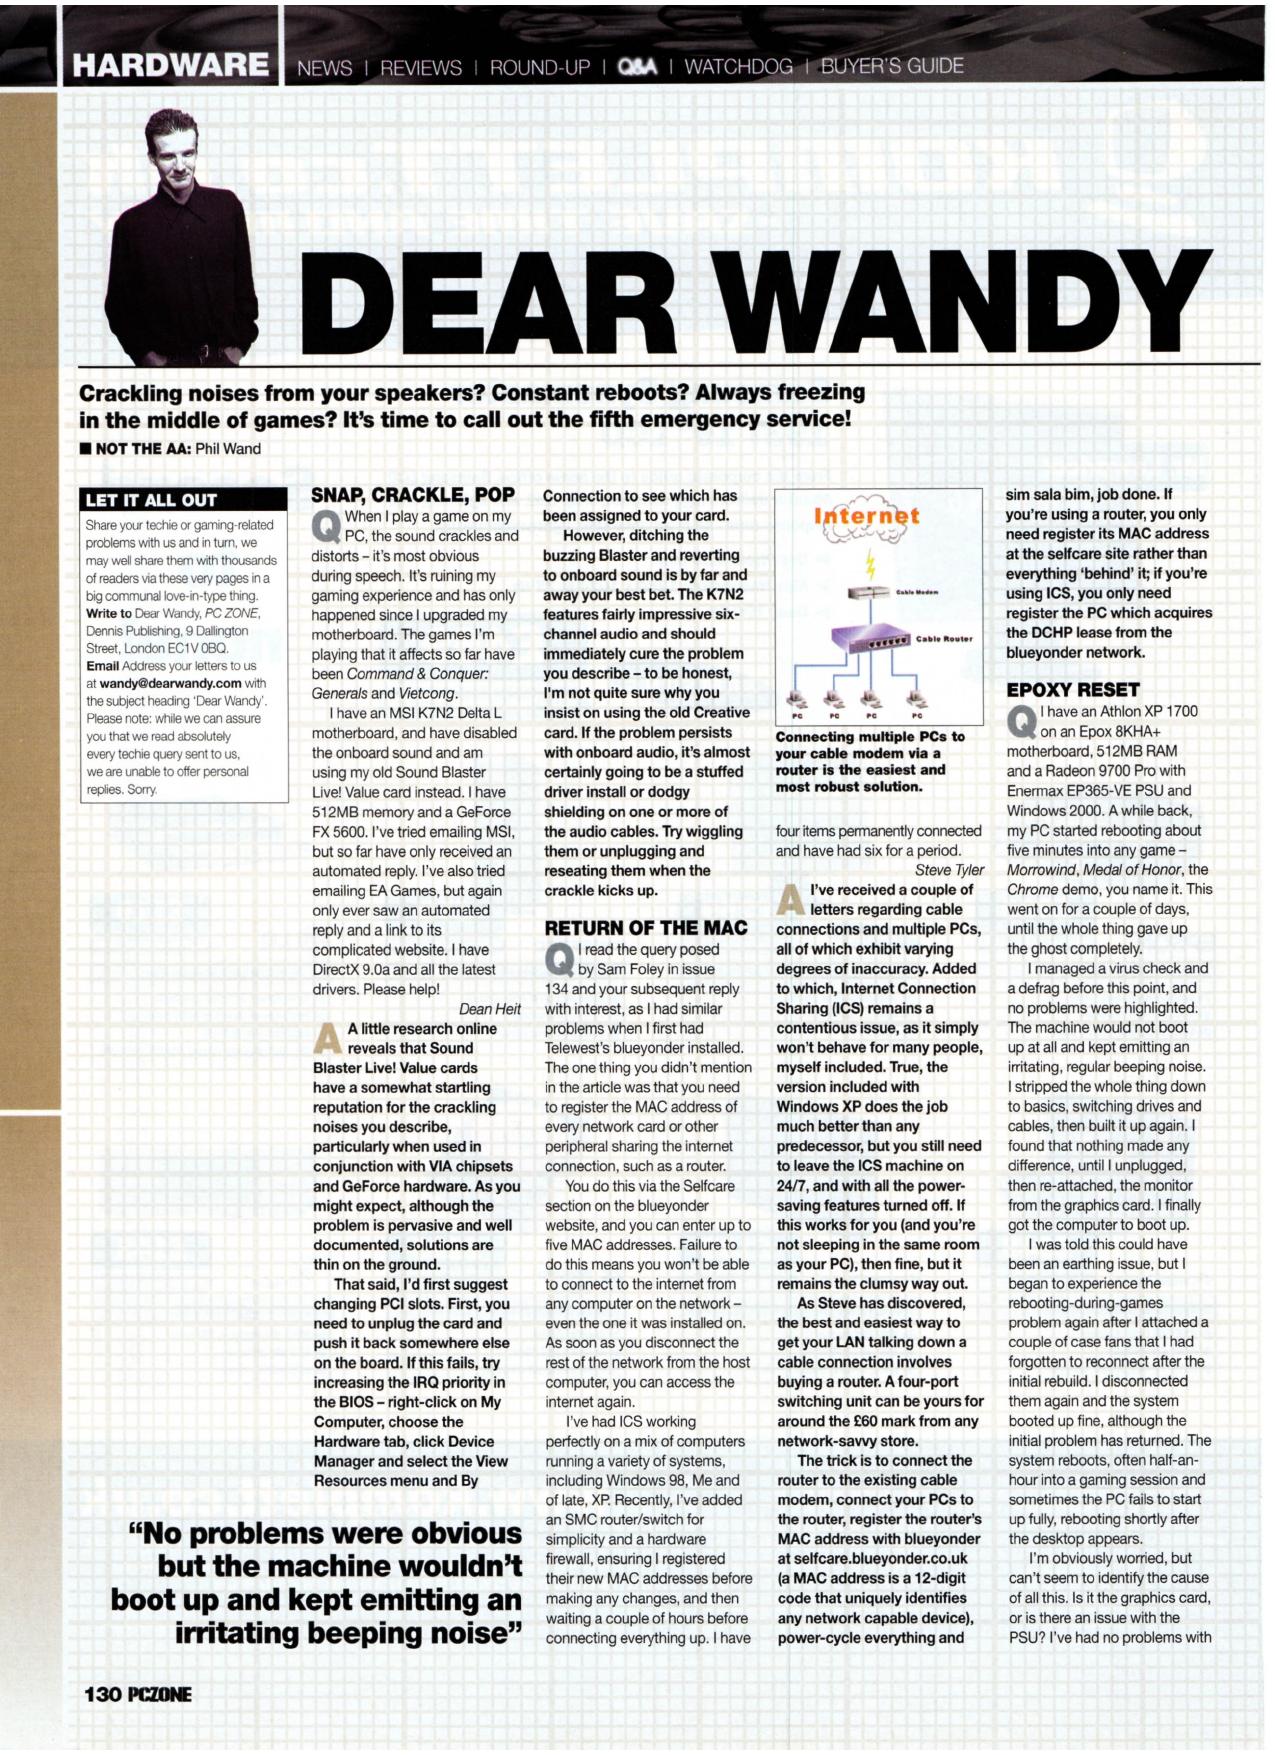 HARDWARE
NEWS | REVIEWS | ROUND-UP | Q&A | WATCHDOG | BUYER'S GUIDE
DEAR WANDY
Crackling noises from your speakers? Constant reboots? Always freezing
in the middle of games? It's time to call out the fifth emergency service!
■ NOT THE AA: Phil Wand
LET IT ALL OUT
Share your techie or gaming-related
problems with us and in turn, we
may well share them with thousands
of readers via these very pages in a
big communal love-in-type thing.
Write to Dear Wandy, PC ZONE,
Dennis Publishing, 9 Dallington
Street, London EC1V 0BQ.
Email Address your letters to us
at wandy@dearwandy.com with
the subject heading 'Dear Wandy'.
Please note: while we can assure
you that we read absolutely
every techie query sent to us,
we are unable to offer personal
replies. Sorry.
SNAP, CRACKLE, POP
Q When I play a game on my
PC, the sound crackles and
distorts – it's most obvious
during speech. It's ruining my
gaming experience and has only
happened since I upgraded my
motherboard. The games I'm
playing that it affects so far have
been Command & Conquer:
Generals and Vietcong.
I have an MSI K7N2 Delta L
motherboard, and have disabled
the onboard sound and am
using my old Sound Blaster
Live! Value card instead. I have
512MB memory and a GeForce
FX 5600. I've tried emailing MSI,
but so far have only received an
automated reply. I've also tried
emailing EA Games, but again
only ever saw an automated
reply and a link to its
complicated website. I have
DirectX 9.0a and all the latest
drivers. Please help!
Dean Heit
A A little research online
reveals that Sound
Blaster Live! Value cards
have a somewhat startling
reputation for the crackling
noises you describe,
particularly when used in
conjunction with VIA chipsets
and GeForce hardware. As you
might expect, although the
problem is pervasive and well
documented, solutions are
thin on the ground.
That said, I'd first suggest
changing PCI slots. First, you
need to unplug the card and
push it back somewhere else
on the board. If this fails, try
increasing the IRQ priority in
the BIOS – right-click on My
Computer, choose the
Hardware tab, click Device
Manager and select the View
Resources menu and By
Connection to see which has
been assigned to your card.
However, ditching the
buzzing Blaster and reverting
to onboard sound is by far and
away your best bet. The K7N2
features fairly impressive six-
channel audio and should
immediately cure the problem
you describe – to be honest,
I'm not quite sure why you
insist on using the old Creative
card. If the problem persists
with onboard audio, it's almost
certainly going to be a stuffed
driver install or dodgy
shielding on one or more of
the audio cables. Try wiggling
them or unplugging and
reseating them when the
crackle kicks up.
RETURN OF THE MAC
Q I read the query posed
by Sam Foley in issue
134 and your subsequent reply
with interest, as I had similar
problems when I first had
Telewest's blueyonder installed.
The one thing you didn't mention
in the article was that you need
to register the MAC address of
every network card or other
peripheral sharing the internet
connection, such as a router.
You do this via the Selfcare
section on the blueyonder
website, and you can enter up to
five MAC addresses. Failure to
do this means you won't be able
to connect to the internet from
any computer on the network –
even the one it was installed on.
As soon as you disconnect the
rest of the network from the host
computer, you can access the
internet again.
I've had ICS working
perfectly on a mix of computers
running a variety of systems,
including Windows 98, Me and
of late, XP. Recently, I've added
an SMC router/switch for
simplicity and a hardware
firewall, ensuring I registered
their new MAC addresses before
making any changes, and then
waiting a couple of hours before
connecting everything up. I have
Internet
Cable Modem
Cable Router
PC PC PC PC
Connecting multiple PCs to
your cable modem via a
router is the easiest and
most robust solution.
four items permanently connected
and have had six for a period.
Steve Tyler
A I've received a couple of
letters regarding cable
connections and multiple PCs,
all of which exhibit varying
degrees of inaccuracy. Added
to which, Internet Connection
Sharing (ICS) remains a
contentious issue, as it simply
won't behave for many people,
myself included. True, the
version included with
Windows XP does the job
much better than any
predecessor, but you still need
to leave the ICS machine on
24/7, and with all the power-
saving features turned off. If
this works for you (and you're
not sleeping in the same room
as your PC), then fine, but it
remains the clumsy way out.
As Steve has discovered,
the best and easiest way to
get your LAN talking down a
cable connection involves
buying a router. A four-port
switching unit can be yours for
around the £60 mark from any
network-savvy store.
The trick is to connect the
router to the existing cable
modem, connect your PCs to
the router, register the router's
MAC address with blueyonder
at selfcare.blueyonder.co.uk
(a MAC address is a 12-digit
code that uniquely identifies
any network capable device),
power-cycle everything and
sim sala bim, job done. If
you're using a router, you only
need register its MAC address
at the selfcare site rather than
everything 'behind' it; if you're
using ICS, you only need
register the PC which acquires
the DCHP lease from the
blueyonder network.
EPOXY RESET
Q I have an Athlon XP 1700
on an Epox 8KHA+
motherboard, 512MB RAM
and a Radeon 9700 Pro with
Enermax EP365-VE PSU and
Windows 2000. A while back,
my PC started rebooting about
five minutes into any game –
Morrowind, Medal of Honor, the
Chrome demo, you name it. This
went on for a couple of days,
until the whole thing gave up
the ghost completely.
I managed a virus check and
a defrag before this point, and
no problems were highlighted.
The machine would not boot
up at all and kept emitting an
irritating, regular beeping noise.
I stripped the whole thing down
to basics, switching drives and
cables, then built it up again. I
found that nothing made any
difference, until I unplugged,
then re-attached, the monitor
from the graphics card. I finally
got the computer to boot up.
I was told this could have
been an earthing issue, but I
began to experience the
rebooting-during-games
problem again after I attached a
couple of case fans that I had
forgotten to reconnect after the
initial rebuild. I disconnected
them again and the system
booted up fine, although the
initial problem has returned. The
system reboots, often half-an-
hour into a gaming session and
sometimes the PC fails to start
up fully, rebooting shortly after
the desktop appears.
I'm obviously worried, but
can't seem to identify the cause
of all this. Is it the graphics card,
or is there an issue with the
PSU? I've had no problems with
"No problems were obvious
but the machine wouldn't
boot up and kept emitting an
irritating beeping noise"
130 PCZONE